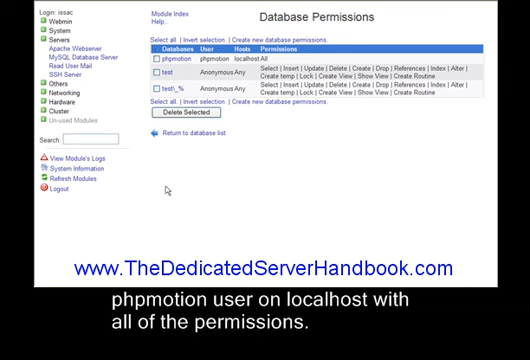 Login: issac
Webmin
System
Servers
Apache Webserver
MySQL Database Server
Read User Mail
SSH Server
Others
Networking
Hardware
Cluster
Un-used Modules
Search:
View Module's Logs
System Information
Refresh Modules
Logout
Module Index
Help..
Database Permissions
Select all. | Invert selection. | Create new database permissions.
Databases User Hosts Permissions
phpmotion phpmotion localhost All
test Anonymous Any Select | Insert | Update | Delete | Create | Drop | References | Index | Alter |
Create temp | Lock | Create View | Show View | Create Routine
test\_% Anonymous Any Select | Insert | Update | Delete | Create | Drop | References | Index | Alter |
Create temp | Lock | Create View | Show View | Create Routine
Select all. | Invert selection. | Create new database permissions.
Delete Selected
Return to database list
www.TheDedicatedServerHandbook.com
phpmotion user on localhost with
all of the permissions.